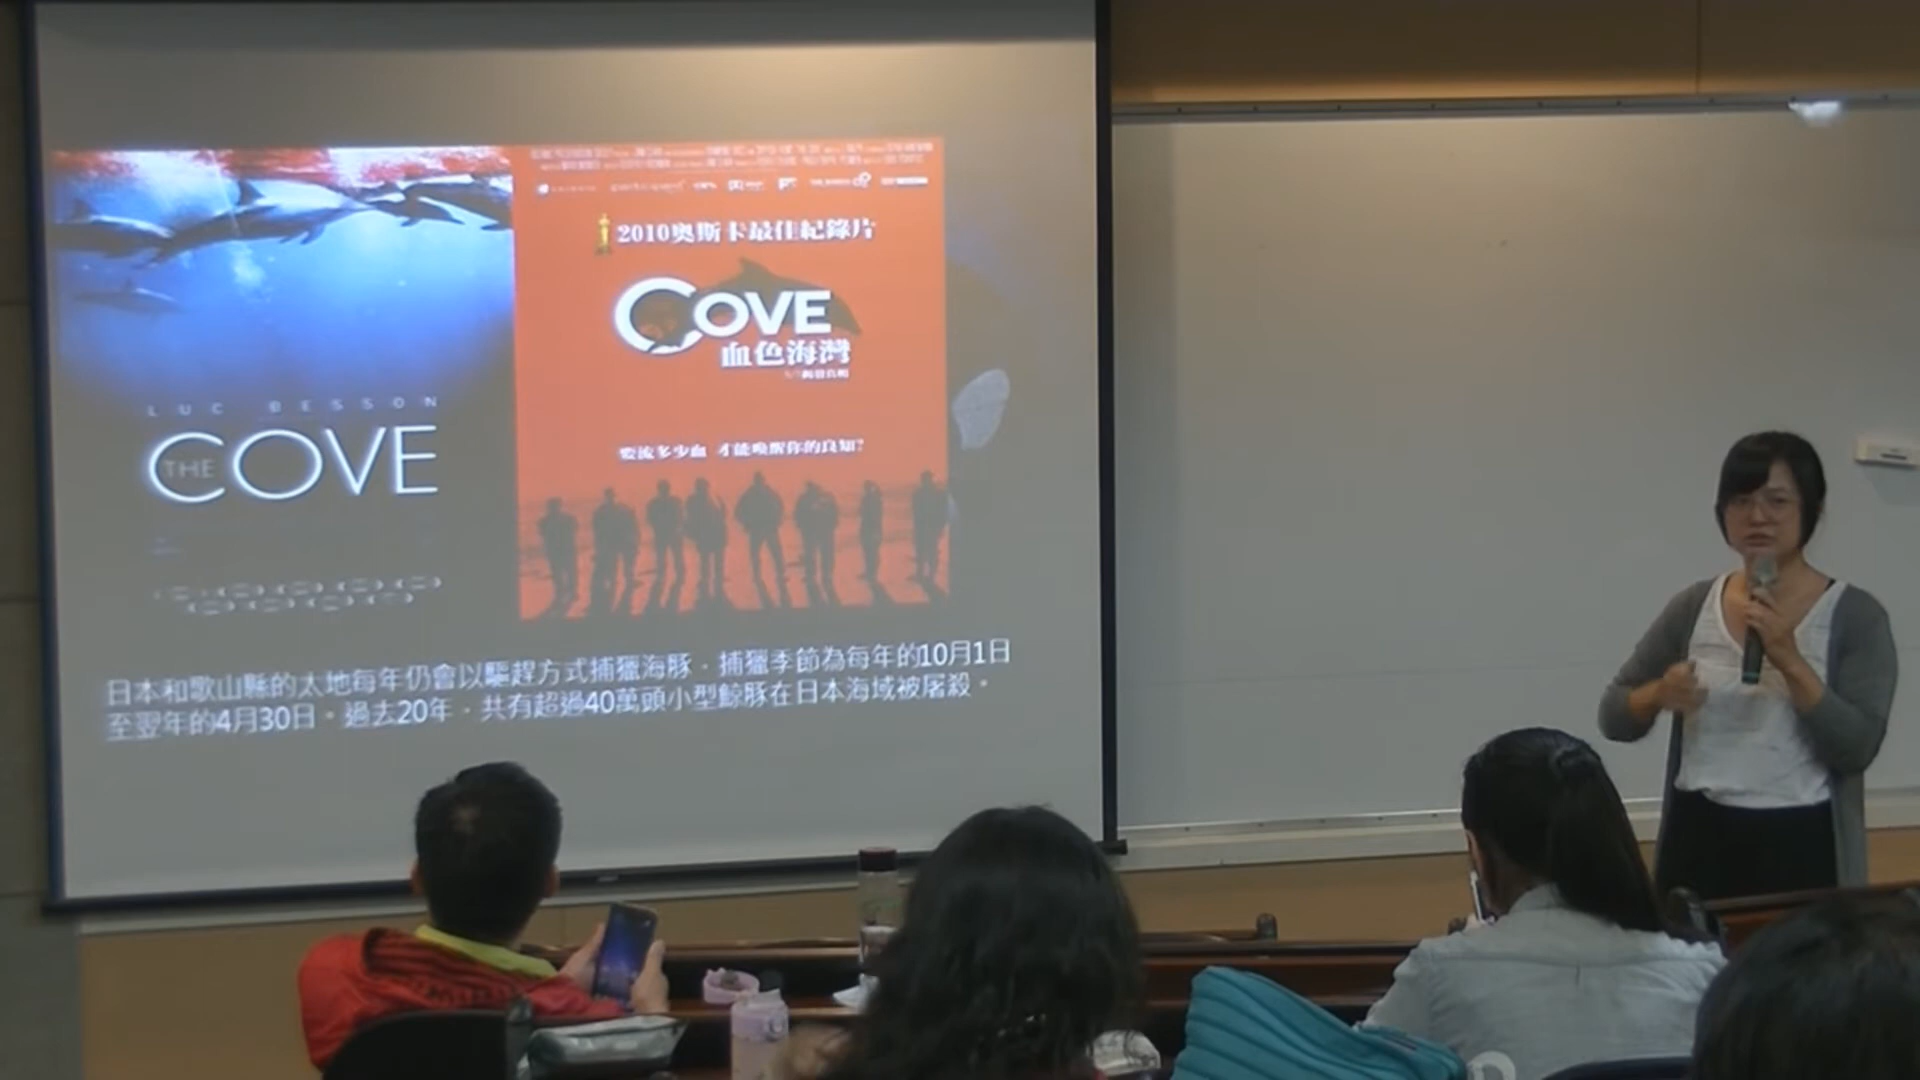 LUC BESSON
THE COVE
2010奧斯卡最佳紀錄片
COVE
血色海灣
要流多少血 才能喚醒你的良知?
日本和歌山縣的太地每年仍會以驅趕方式捕獵海豚,捕獵季節為每年的10月1日
至翌年的4月30日。過去20年,共有超過40萬頭小型鯨豚在日本海域被屠殺。